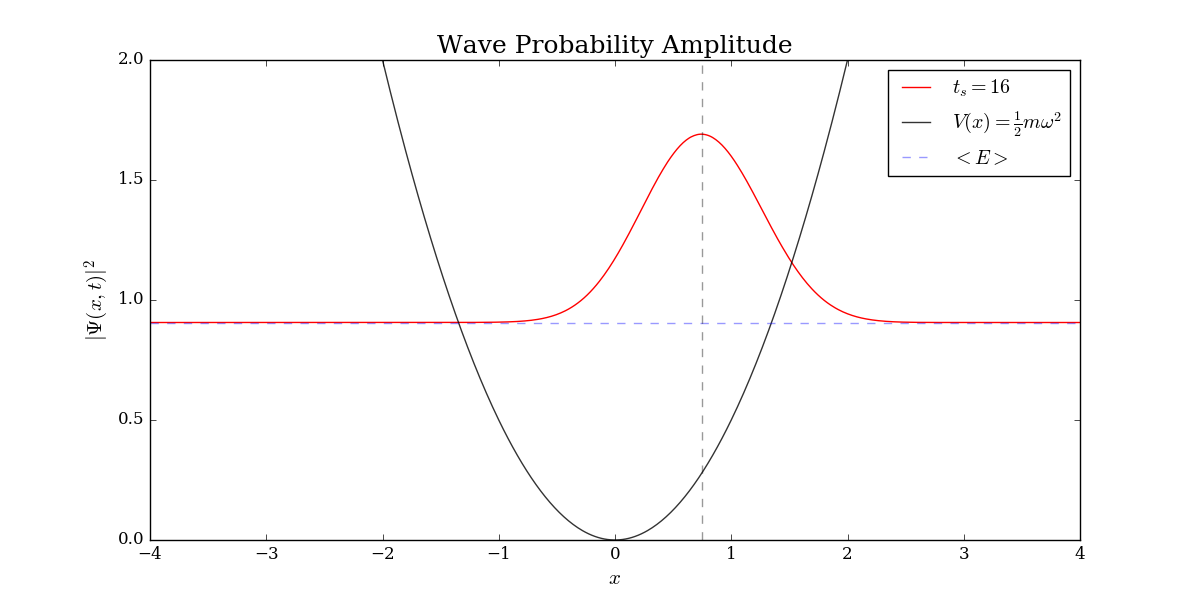 Wave Probability Amplitude
2.0
1.5
1.0
0.5
0.0
|Ψ(x,t)|²
−4 −3 −2 −1 0 1 2 3 4
x
t_s = 16
V(x) = ½mω²
<E>